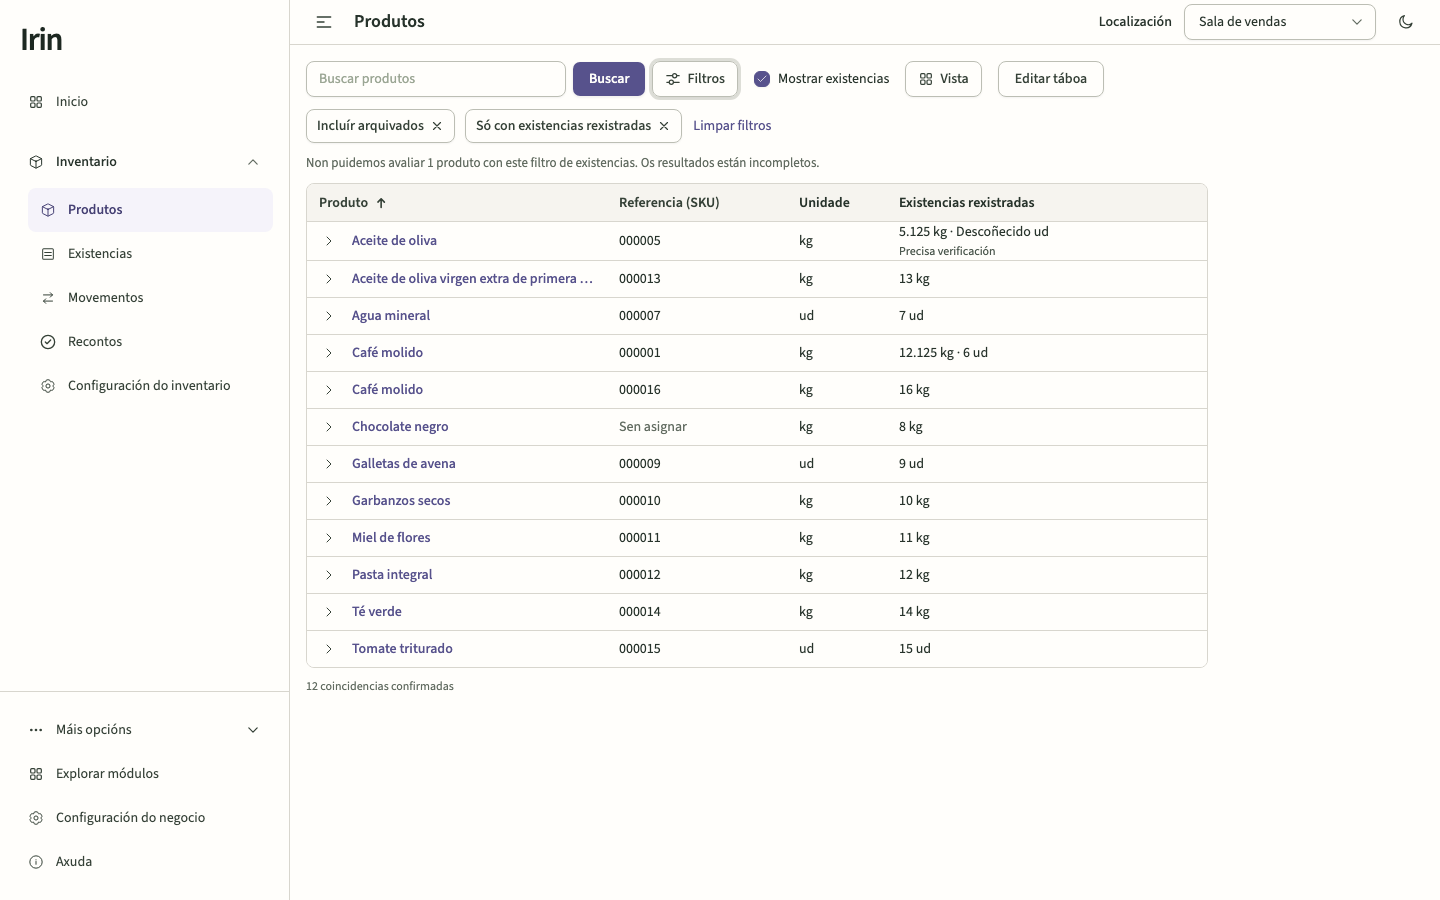 Irin
Inicio
Inventario
Produtos
Existencias
Movementos
Recontos
Configuración do inventario
Máis opcións
Explorar módulos
Configuración do negocio
Axuda
Produtos
Localización Sala de vendas
Buscar produtos Buscar Filtros Mostrar existencias Vista Editar táboa
Incluír arquivados Só con existencias rexistradas Limpar filtros
Non puidemos avaliar 1 produto con este filtro de existencias. Os resultados están incompletos.
Produto Referencia (SKU) Unidade Existencias rexistradas
Aceite de oliva 000005 kg 5.125 kg · Descoñecido ud
Precisa verificación
Aceite de oliva virgen extra de primera … 000013 kg 13 kg
Agua mineral 000007 ud 7 ud
Café molido 000001 kg 12.125 kg · 6 ud
Café molido 000016 kg 16 kg
Chocolate negro Sen asignar kg 8 kg
Galletas de avena 000009 ud 9 ud
Garbanzos secos 000010 kg 10 kg
Miel de flores 000011 kg 11 kg
Pasta integral 000012 kg 12 kg
Té verde 000014 kg 14 kg
Tomate triturado 000015 ud 15 ud
12 coincidencias confirmadas